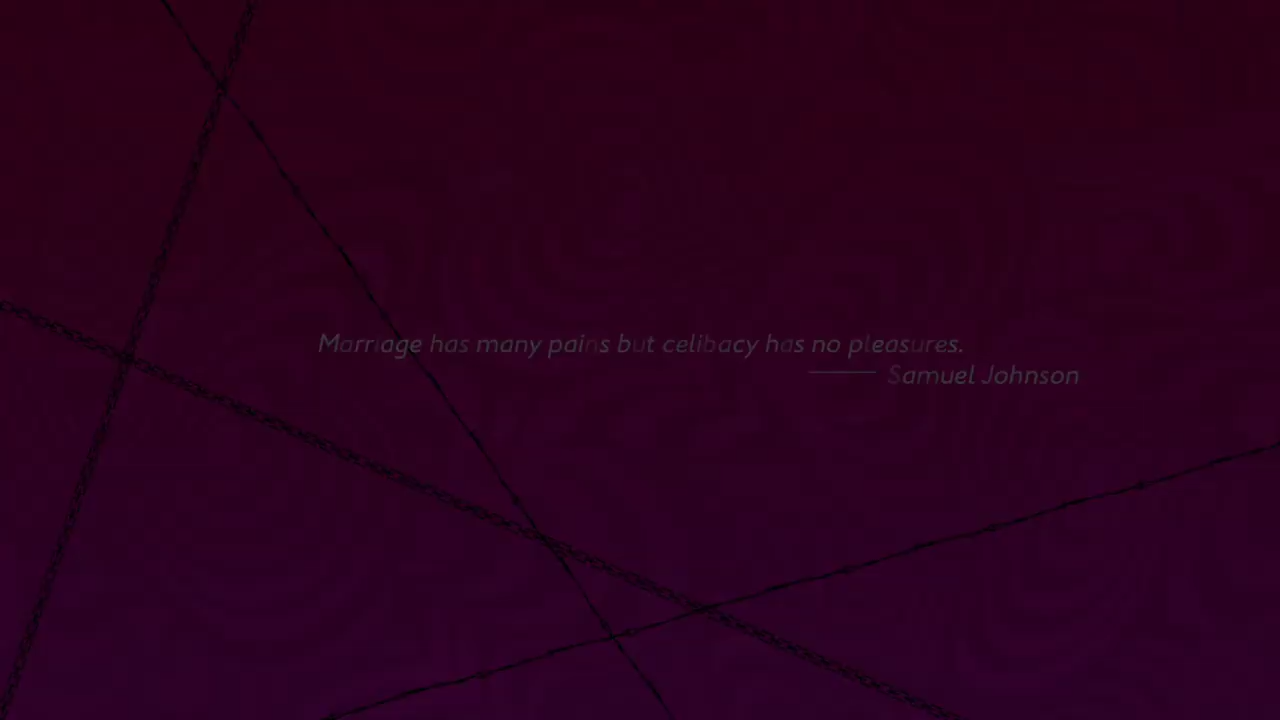 Marriage has many pains but celibacy has no pleasures.
Samuel Johnson